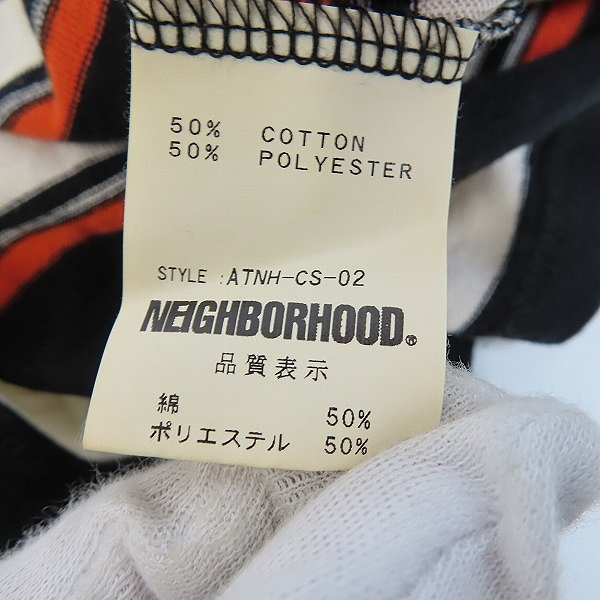 50% COTTON
50% POLYESTER
STYLE : ATNH-CS-02
NEIGHBORHOOD®
品質表示
綿 50%
ポリエステル 50%